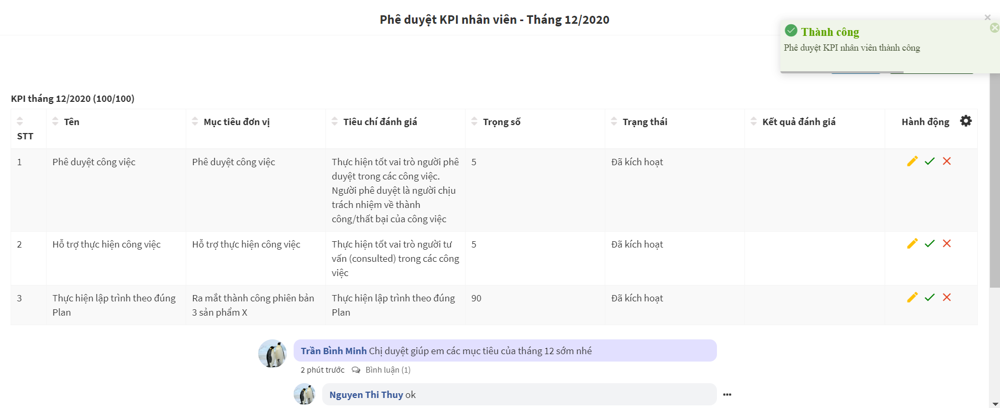 Phê duyệt KPI nhân viên - Tháng 12/2020
Thành công
Phê duyệt KPI nhân viên thành công
KPI tháng 12/2020 (100/100)
STT
Tên
Mục tiêu đơn vị
Tiêu chí đánh giá
Trọng số
Trạng thái
Kết quả đánh giá
Hành động
1
Phê duyệt công việc
Phê duyệt công việc
Thực hiện tốt vai trò người phê
duyệt trong các công việc.
Người phê duyệt là người chịu
trách nhiệm về thành
công/thất bại của công việc
5
Đã kích hoạt
2
Hỗ trợ thực hiện công việc
Hỗ trợ thực hiện công việc
Thực hiện tốt vai trò người tư
vấn (consulted) trong các công
việc
5
Đã kích hoạt
3
Thực hiện lập trình theo đúng
Plan
Ra mắt thành công phiên bản
3 sản phẩm X
Thực hiện lập trình theo đúng
Plan
90
Đã kích hoạt
Trần Bình Minh Chị duyệt giúp em các mục tiêu của tháng 12 sớm nhé
2 phút trước Bình luận (1)
Nguyen Thi Thuy ok